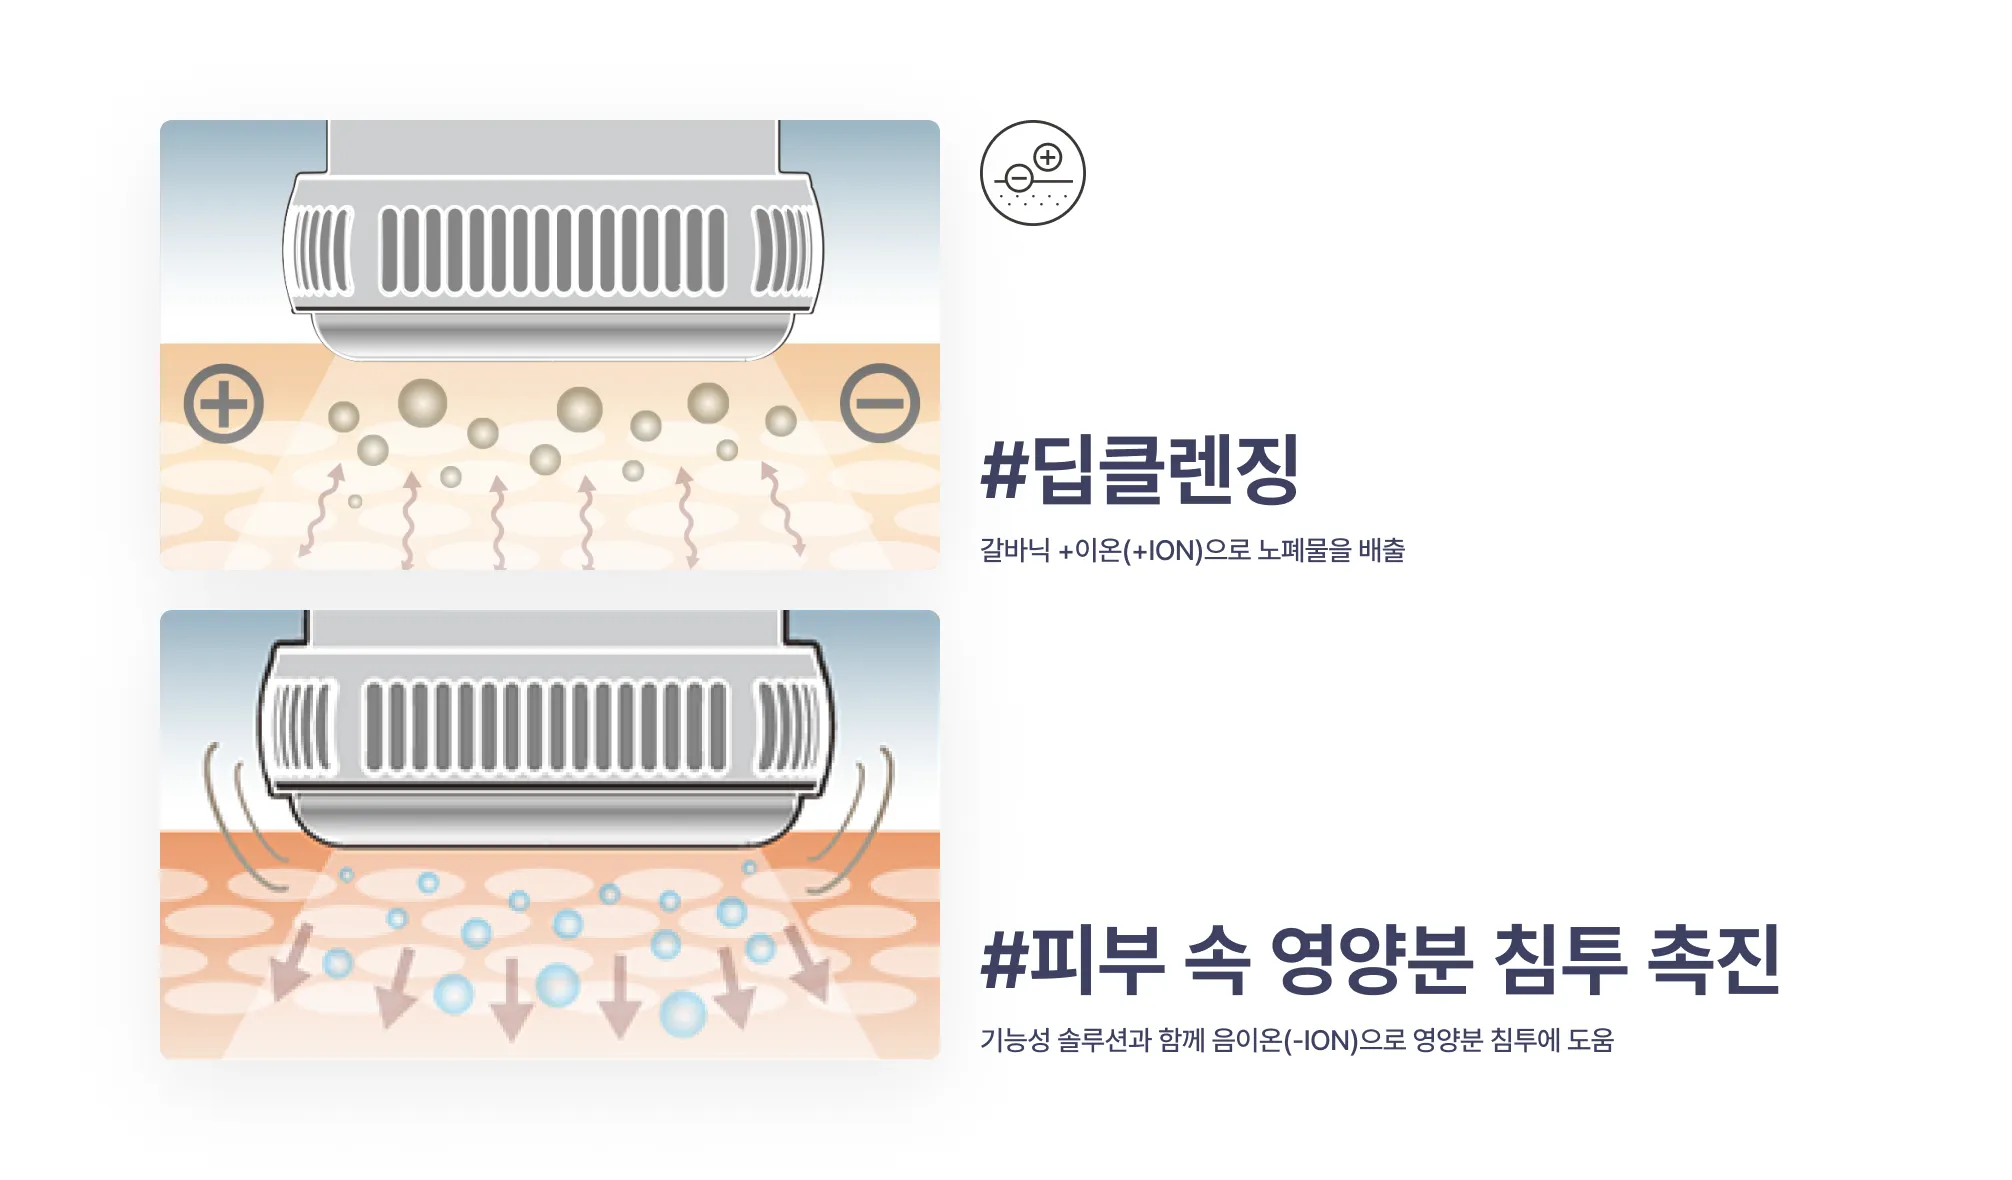 #딥클렌징
갈바닉 +이온(+ION)으로 노폐물을 배출
#피부 속 영양분 침투 촉진
기능성 솔루션과 함께 음이온(-ION)으로 영양분 침투에 도움